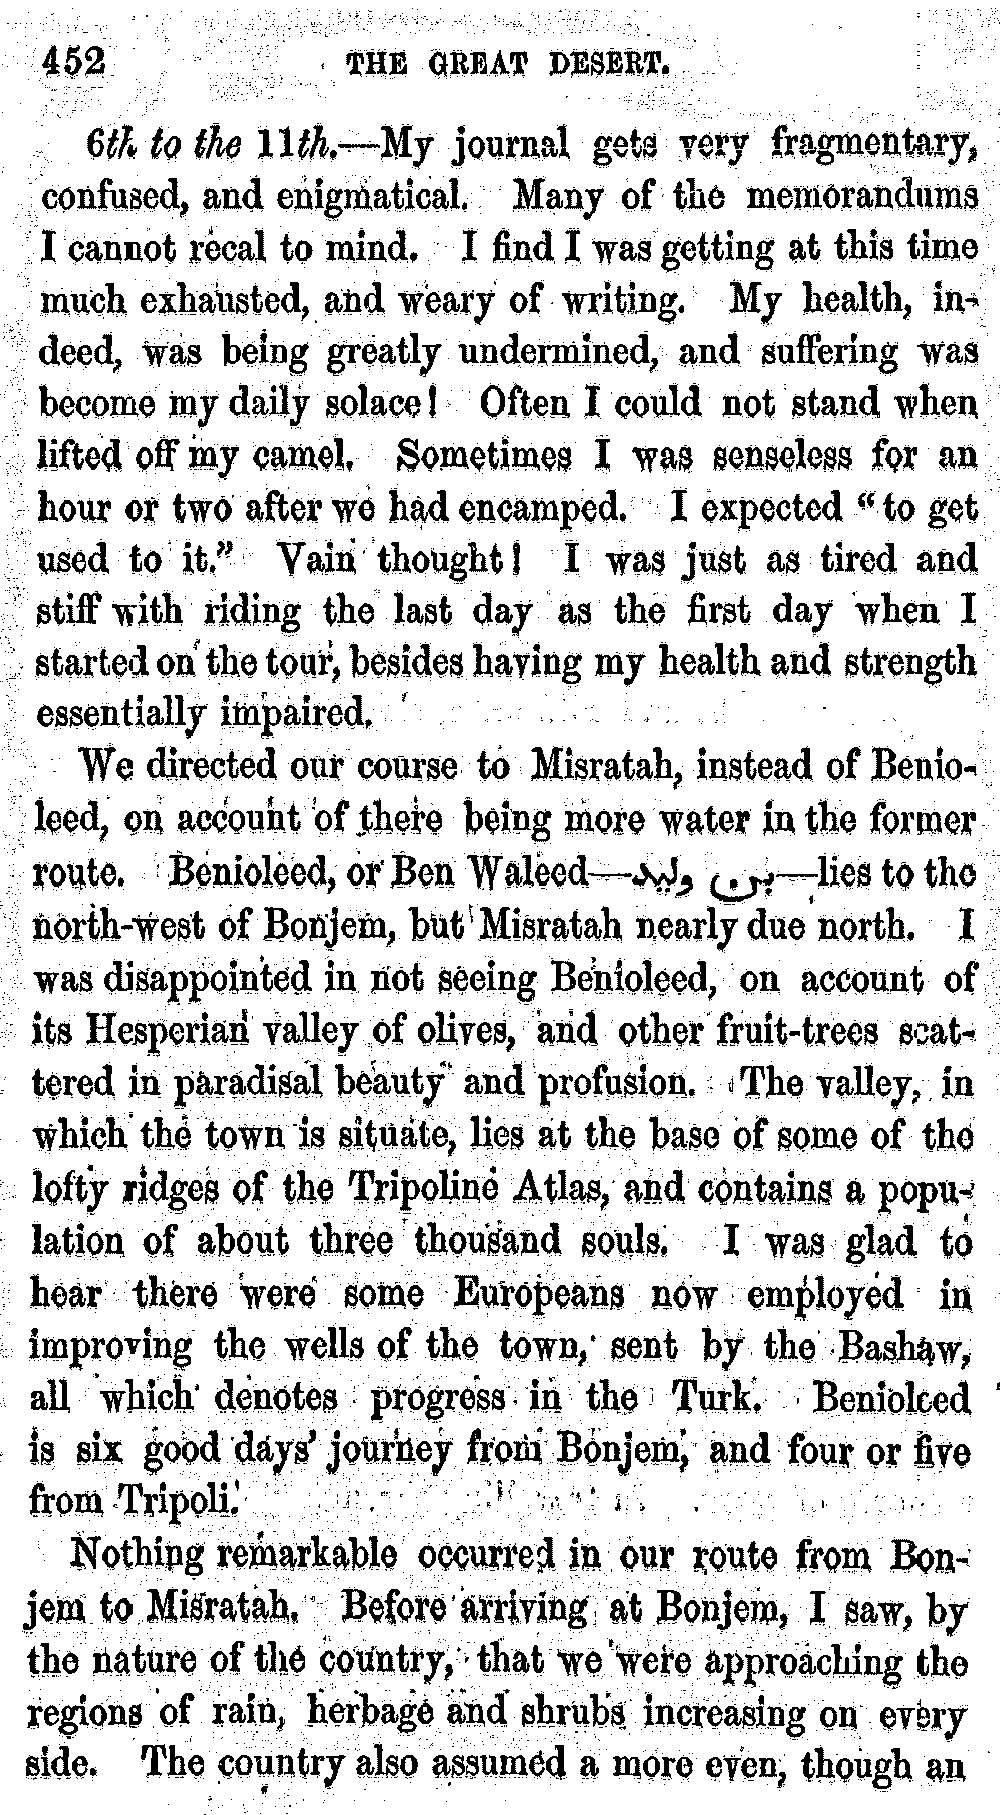 452 THE GREAT DESERT.
6th to the 11th.—My journal gets very fragmentary,
confused, and enigmatical. Many of the memorandums
I cannot recal to mind. I find I was getting at this time
much exhausted, and weary of writing. My health, in-
deed, was being greatly undermined, and suffering was
become my daily solace! Often I could not stand when
lifted off my camel. Sometimes I was senseless for an
hour or two after we had encamped. I expected “to get
used to it.” Vain thought! I was just as tired and
stiff with riding the last day as the first day when I
started on the tour, besides having my health and strength
essentially impaired.
We directed our course to Misratah, instead of Benio-
leed, on account of there being more water in the former
route. Benioleed, or Ben Waleed—بن وليد—lies to the
north-west of Bonjem, but Misratah nearly due north. I
was disappointed in not seeing Benioleed, on account of
its Hesperian valley of olives, and other fruit-trees scat-
tered in paradisal beauty and profusion. The valley, in
which the town is situate, lies at the base of some of the
lofty ridges of the Tripoline Atlas, and contains a popu-
lation of about three thousand souls. I was glad to
hear there were some Europeans now employed in
improving the wells of the town, sent by the Bashaw,
all which denotes progress in the Turk. Benioleed
is six good days’ journey from Bonjem, and four or five
from Tripoli.
Nothing remarkable occurred in our route from Bon-
jem to Misratah. Before arriving at Bonjem, I saw, by
the nature of the country, that we were approaching the
regions of rain, herbage and shrubs increasing on every
side. The country also assumed a more even, though an